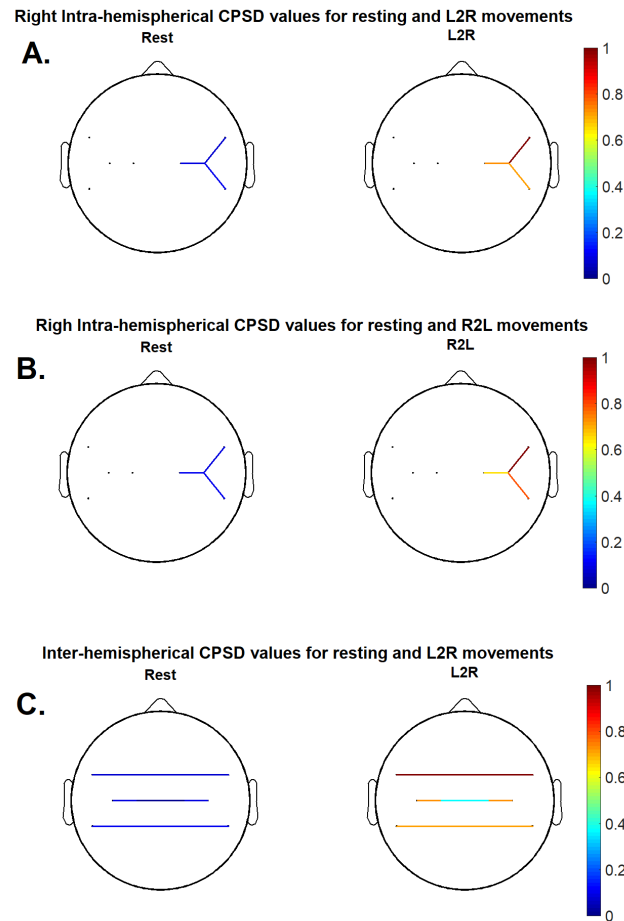 Right Intra-hemispherical CPSD values for resting and L2R movements
A.
Rest
L2R
1
0.8
0.6
0.4
0.2
0
Righ Intra-hemispherical CPSD values for resting and R2L movements
B.
Rest
R2L
1
0.8
0.6
0.4
0.2
0
Inter-hemispherical CPSD values for resting and L2R movements
C.
Rest
L2R
1
0.8
0.6
0.4
0.2
0